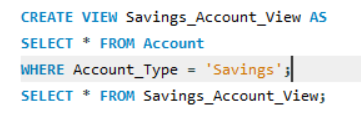 CREATE VIEW Savings_Account_View AS
SELECT * FROM Account
WHERE Account_Type = 'Savings';
SELECT * FROM Savings_Account_View;